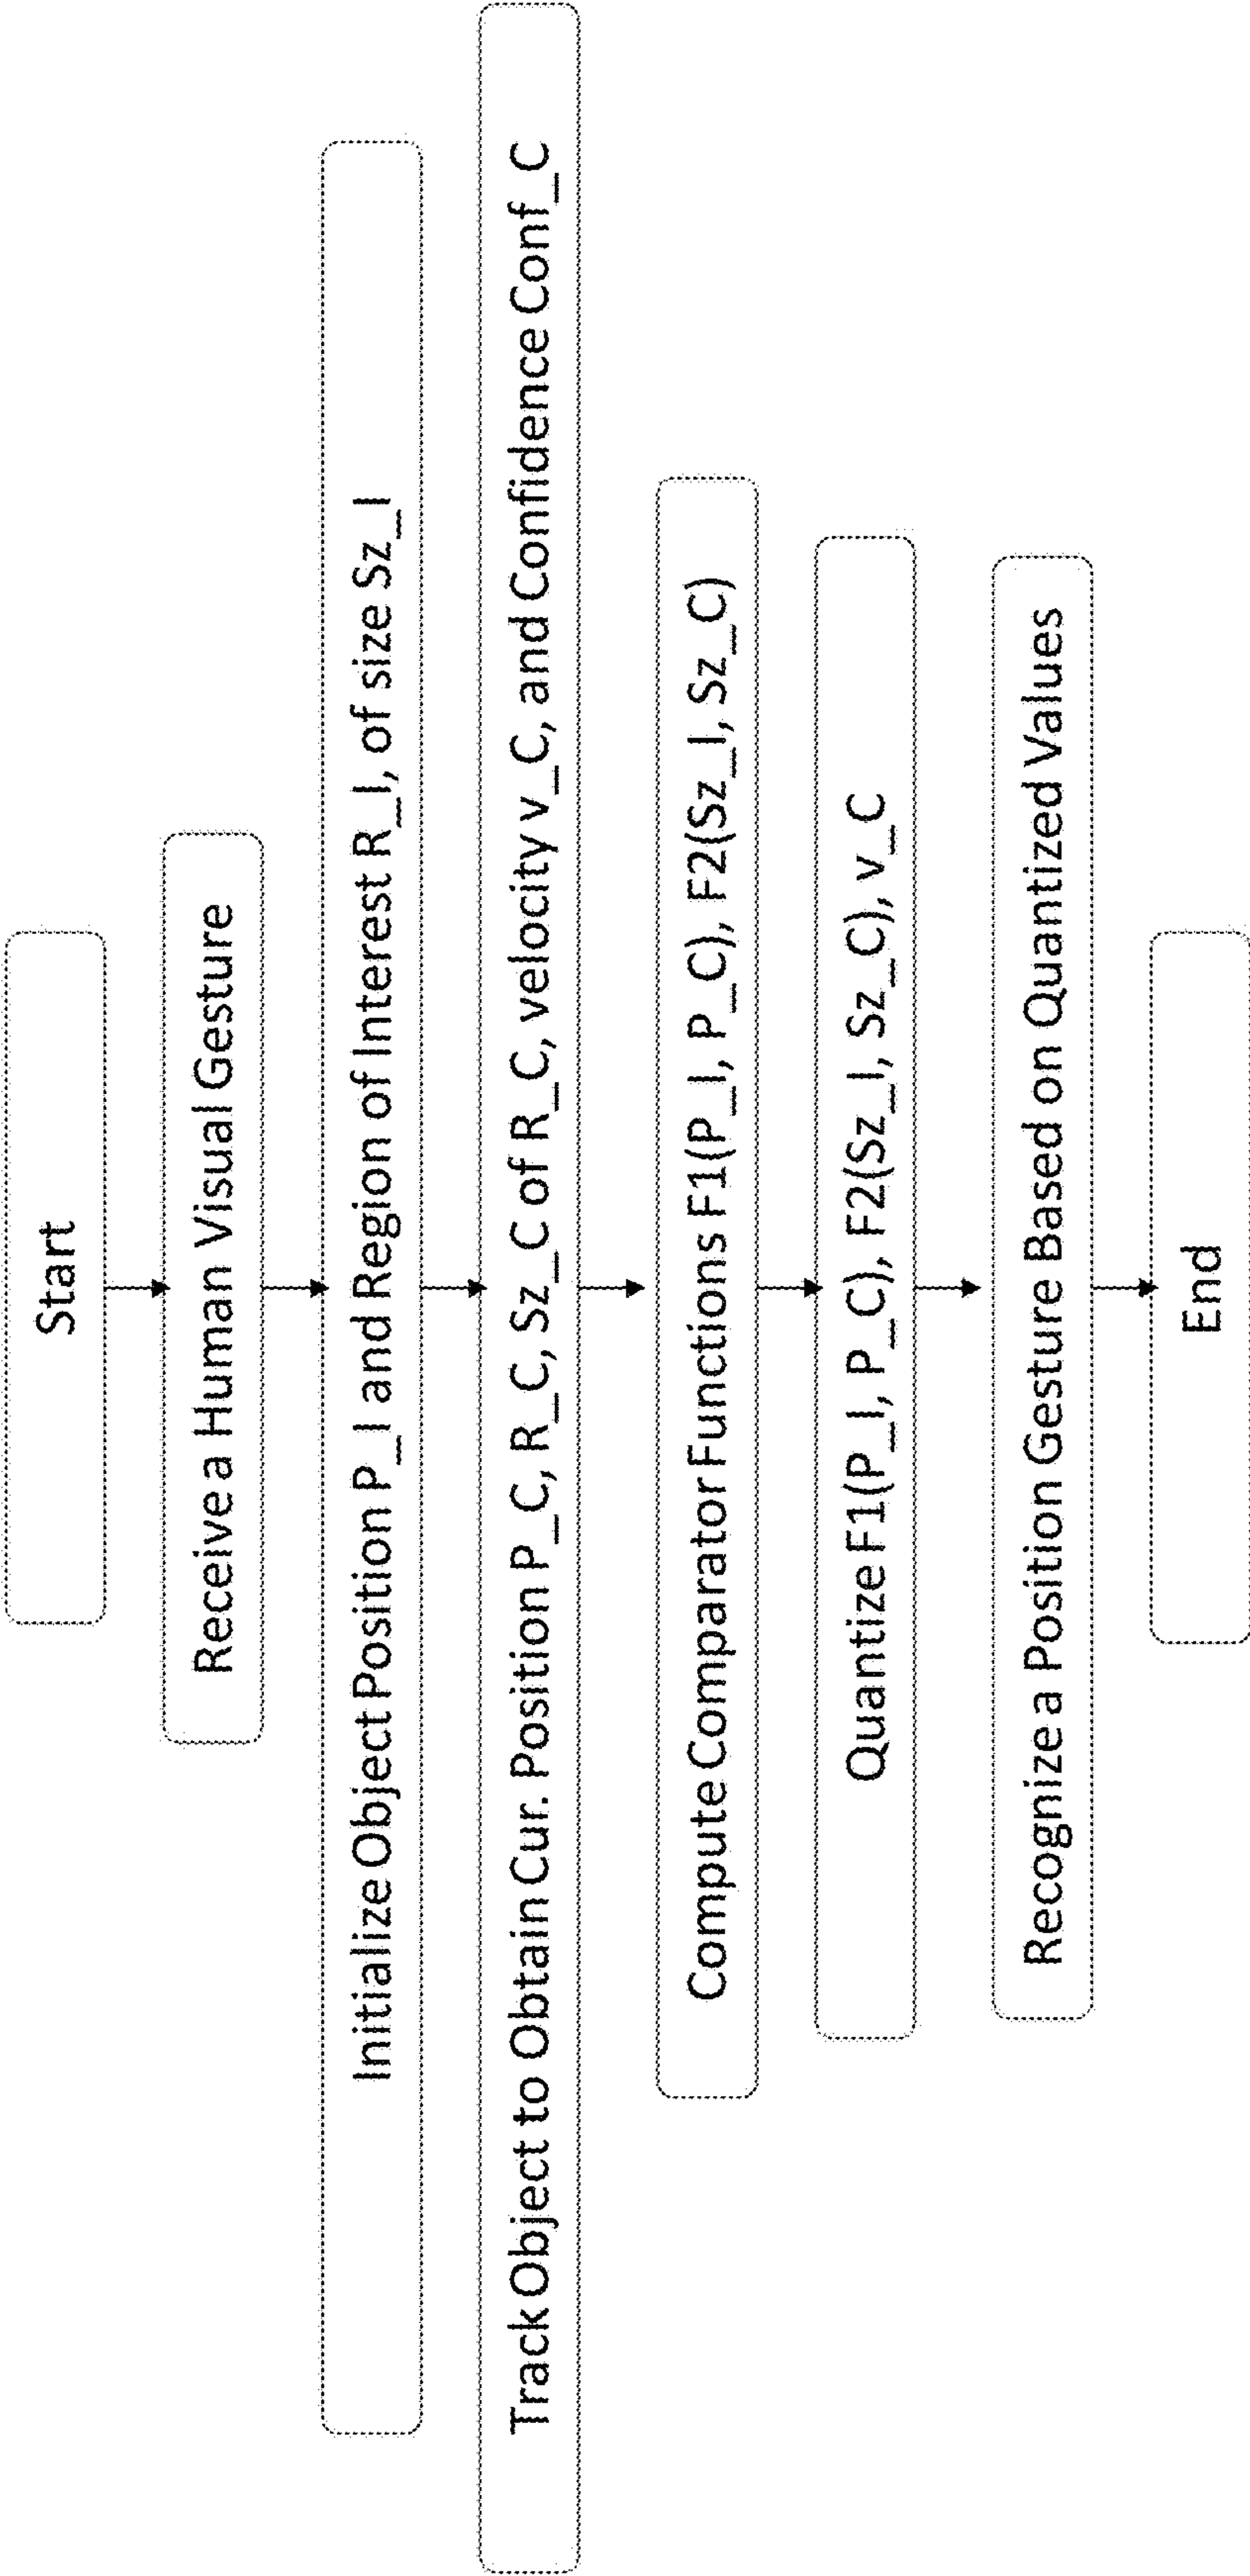 Start
Receive a Human Visual Gesture
Initialize Object Position P_I and Region of Interest R_I, of size Sz_I
Track Object to Obtain Cur. Position P_C, R_C, Sz_C of R_C, velocity v_C, and Confidence Conf_C
Compute Comparator Functions F1(P_I, P_C), F2(Sz_I, Sz_C)
Quantize F1(P_I, P_C), F2(Sz_I, Sz_C), v_C
Recognize a Position Gesture Based on Quantized Values
End